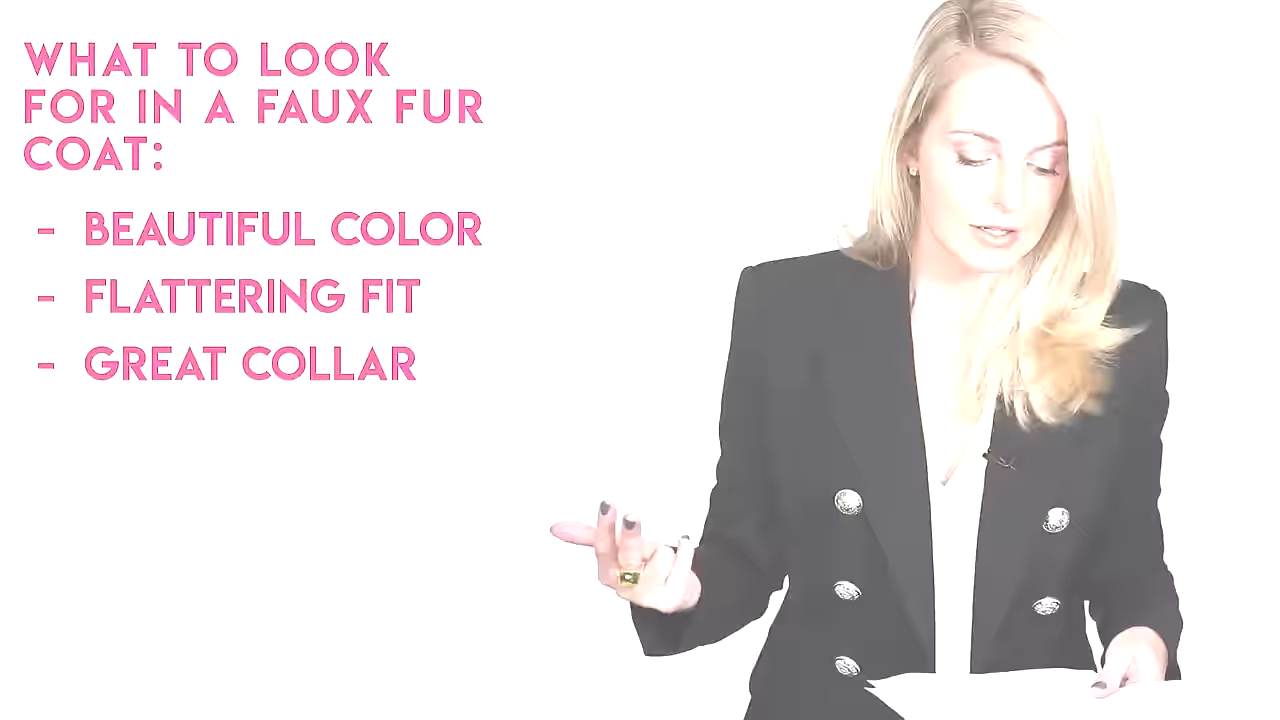 WHAT TO LOOK
FOR IN A FAUX FUR
COAT:
- BEAUTIFUL COLOR
- FLATTERING FIT
- GREAT COLLAR